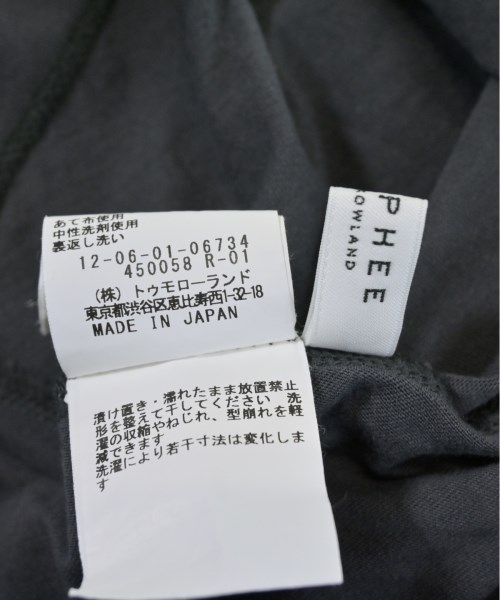 あて布使用
中性洗剤使用
裏返し洗い
12-06-01-06734
450058 R-01
(株)トゥモローランド
東京都渋谷区恵比寿西1-32-18
MADE IN JAPAN
漬け置き・濡れたまま放置禁止
形を整えて干してください 洗
濯の収縮やねじれ、型崩れを軽
減できます
洗濯により若干寸法は変化しま
す
PHEE
ROWLAND